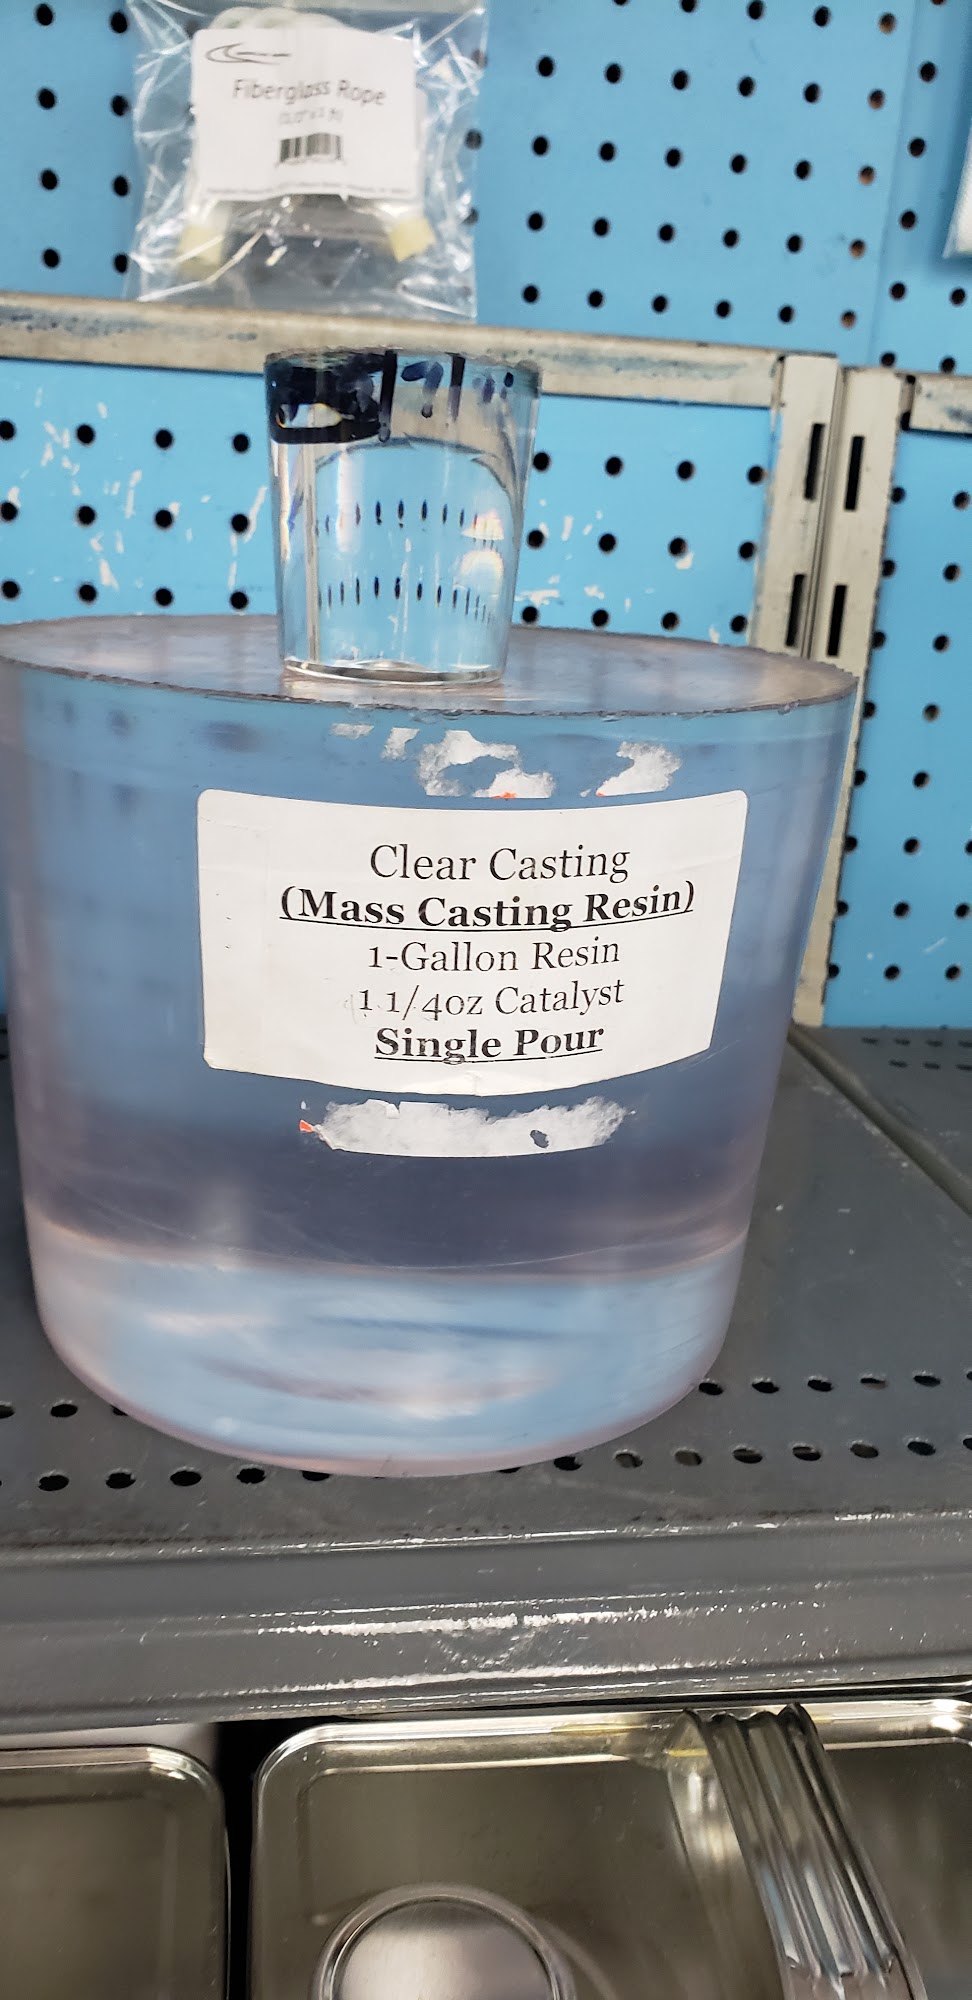 Fiberglass Rope
Clear Casting
(Mass Casting Resin)
1-Gallon Resin
1 1/4oz Catalyst
Single Pour